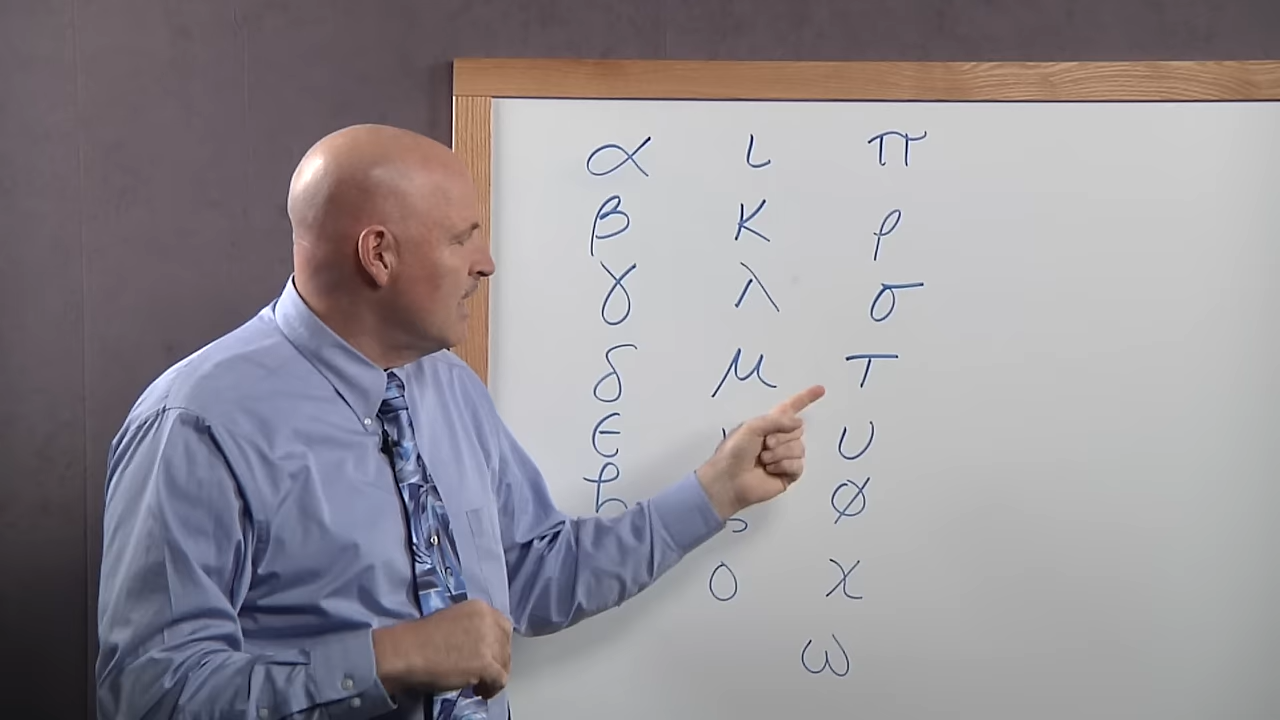 α ι π
β κ ρ
γ λ σ
δ μ τ
ϵ υ
φ
ο χ
ω